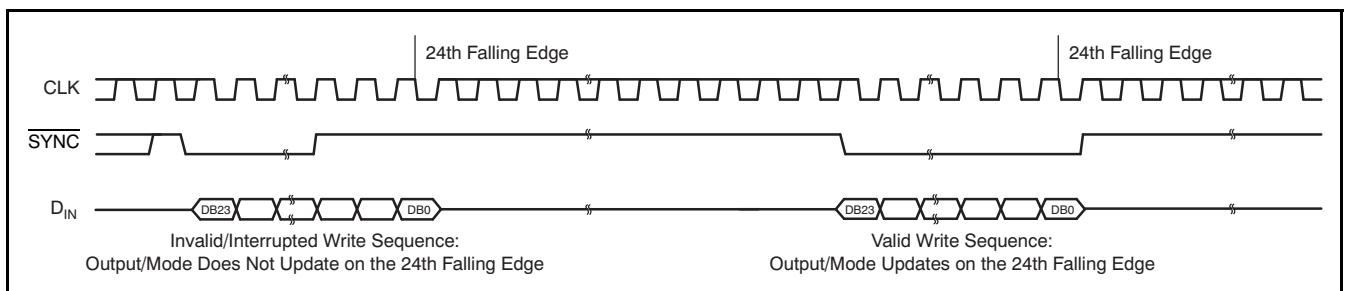 24th Falling Edge
24th Falling Edge
CLK
SYNC
DIN
DB23
DB0
DB23
DB0
Invalid/Interrupted Write Sequence:
Output/Mode Does Not Update on the 24th Falling Edge
Valid Write Sequence:
Output/Mode Updates on the 24th Falling Edge